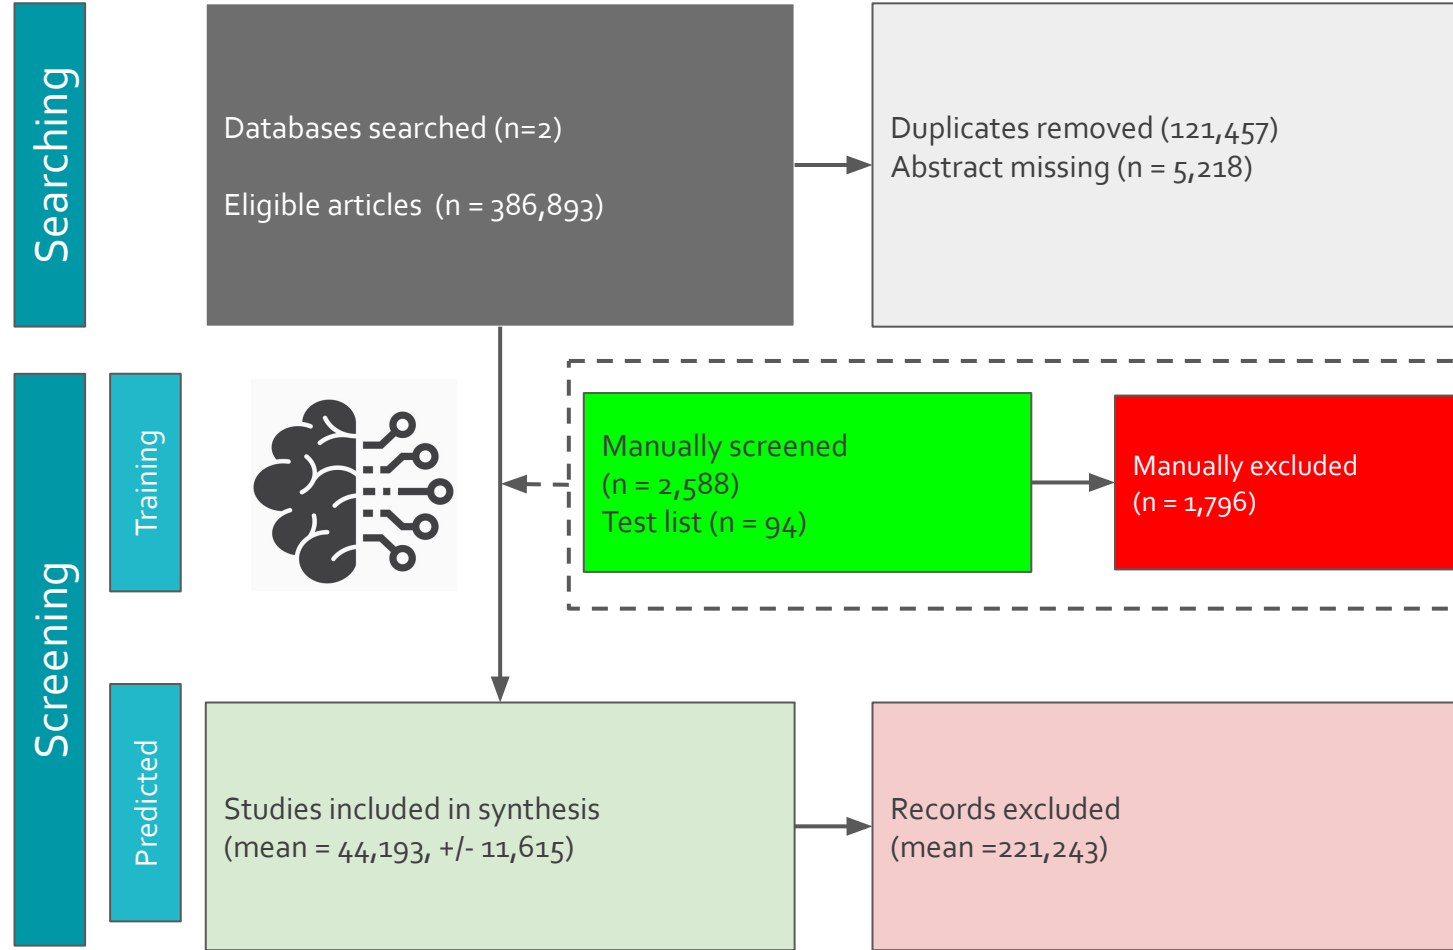 Searching
Databases searched (n=2)
Eligible articles  (n = 386,893)
Duplicates removed (121,457)
Abstract missing (n = 5,218)
Screening
Training
Manually screened
(n = 2,588)
Test list (n = 94)
Manually excluded
(n = 1,796)
Predicted
Studies included in synthesis
(mean = 44,193, +/- 11,615)
Records excluded
(mean =221,243)